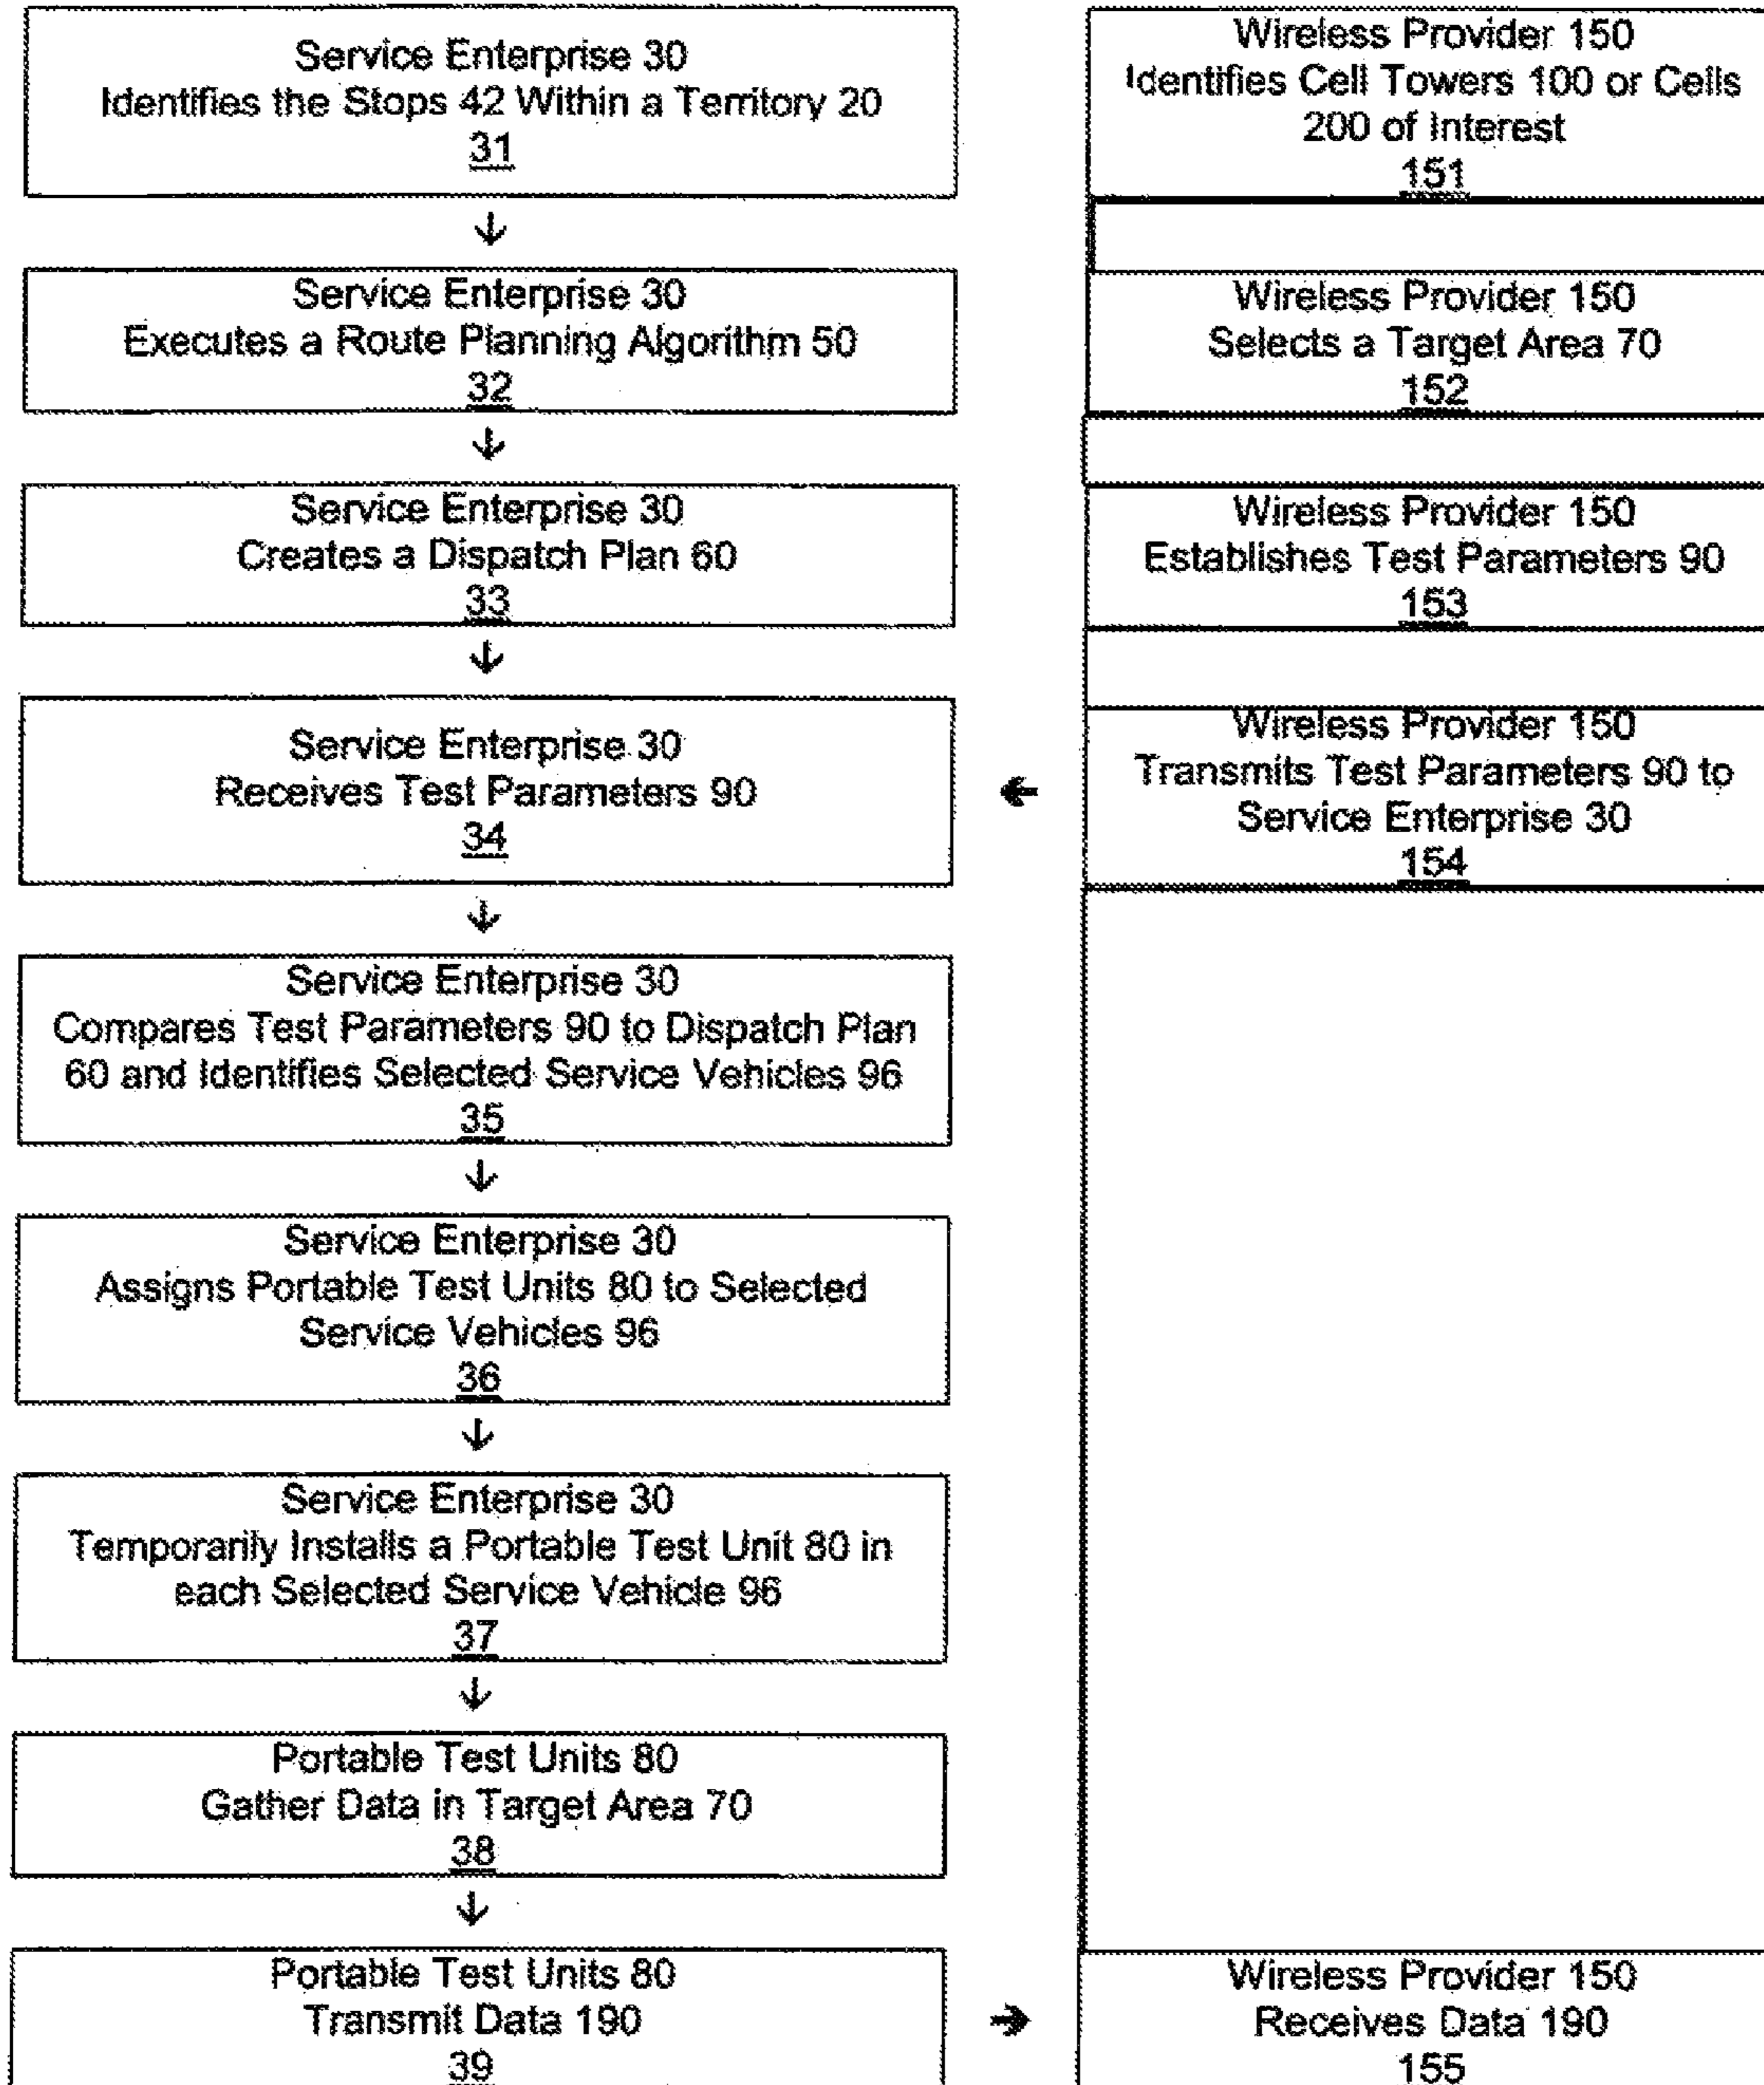 Service Enterprise 30
Identifies the Stops 42 Within a Territory 20
31
Service Enterprise 30
Executes a Route Planning Algorithm 50
32
Service Enterprise 30
Creates a Dispatch Plan 60
33
Service Enterprise 30
Receives Test Parameters 90
34
Service Enterprise 30
Compares Test Parameters 90 to Dispatch Plan
60 and Identifies Selected Service Vehicles 96
35
Service Enterprise 30
Assigns Portable Test Units 80 to Selected
Service Vehicles 96
36
Service Enterprise 30
Temporarily Installs a Portable Test Unit 80 in
each Selected Service Vehicle 96
37
Portable Test Units 80
Gather Data in Target Area 70
38
Portable Test Units 80
Transmit Data 190
39
Wireless Provider 150
Identifies Cell Towers 100 or Cells
200 of Interest
151
Wireless Provider 150
Selects a Target Area 70
152
Wireless Provider 150
Establishes Test Parameters 90
153
Wireless Provider 150
Transmits Test Parameters 90 to
Service Enterprise 30
154
Wireless Provider 150
Receives Data 190
155